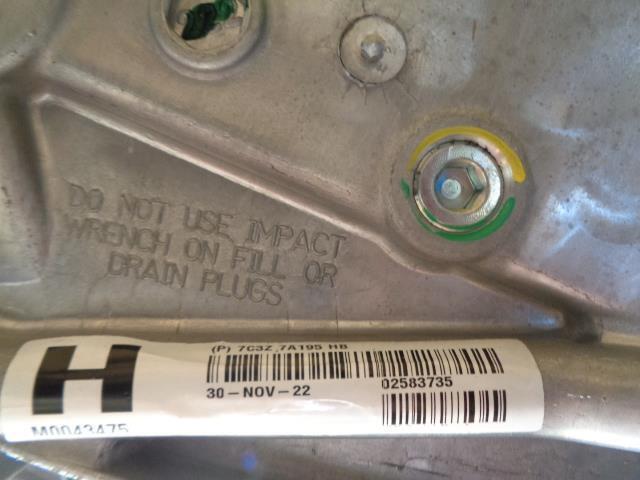 DO NOT USE IMPACT
WRENCH ON FILL OR
DRAIN PLUGS
(P) 7C3Z ,7A195 HB
H
30-NOV-22
02583735
M0043475